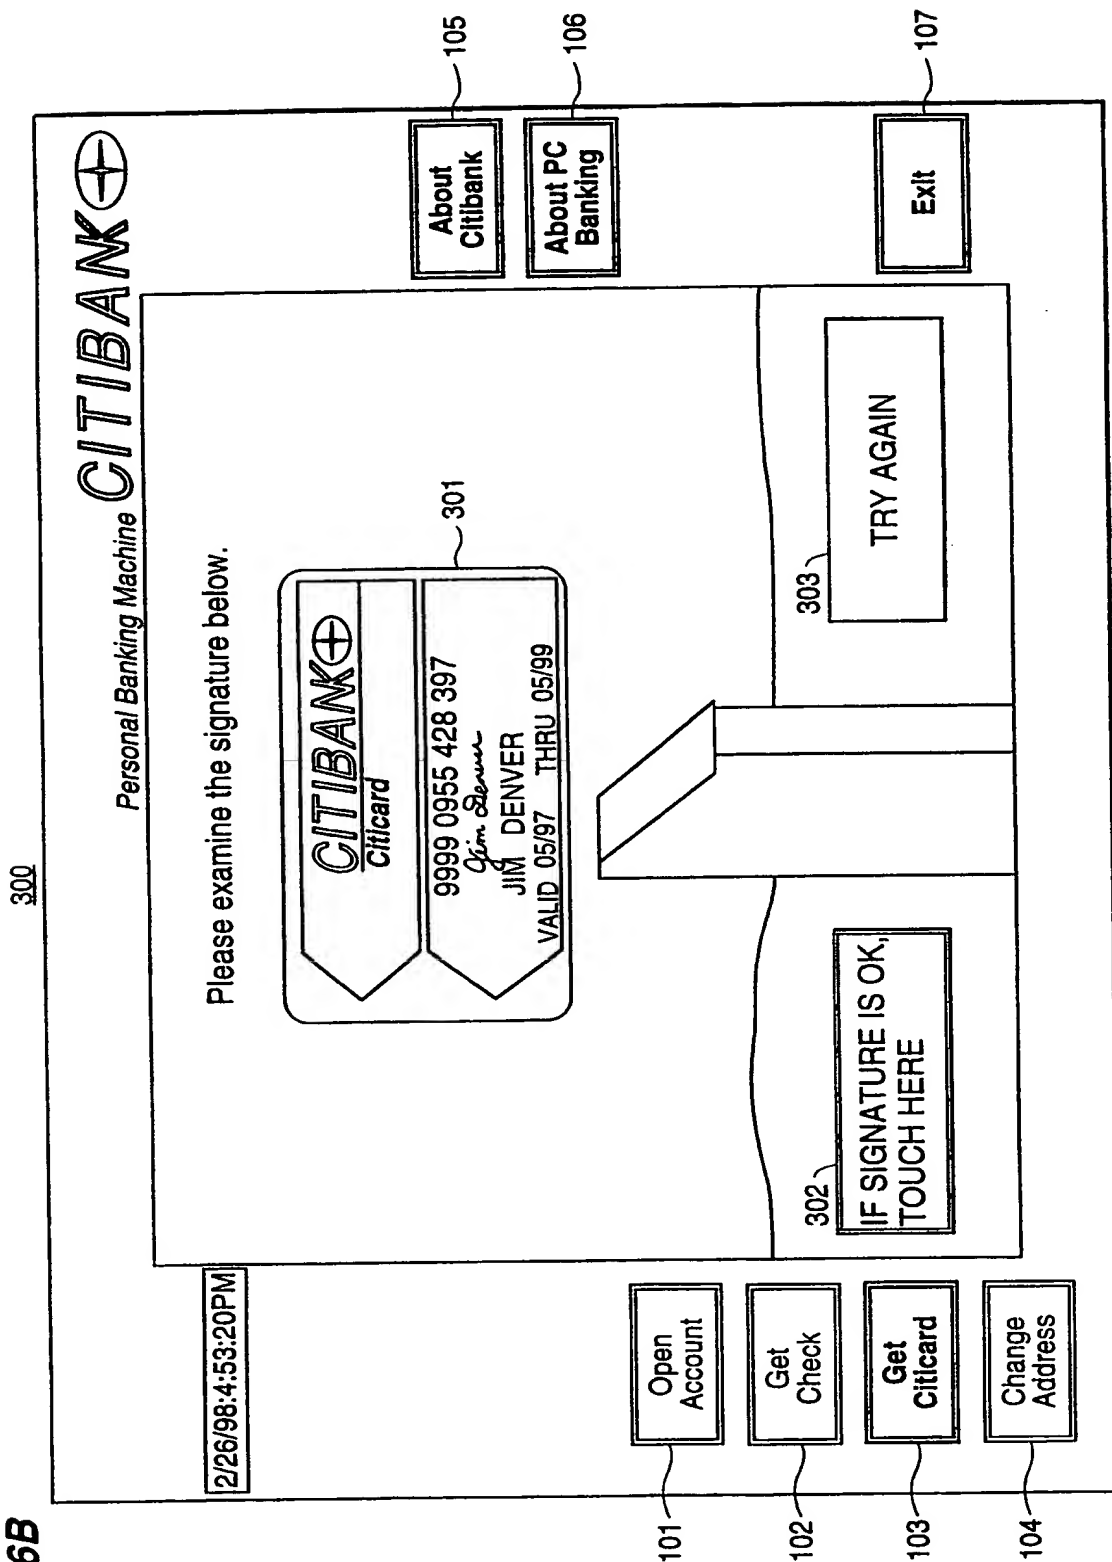 6B
300
Personal Banking Machine CITIBANK
2/26/98:4:53:20PM
Please examine the signature below.
CITIBANK
Citicard
301
9999 0955 428 397
Jim Denver
JIM DENVER
VALID 05/97 THRU 05/99
About
Citibank
105
About PC
Banking
106
Open
Account
101
Get
Check
102
Get
Citicard
103
Change
Address
104
302
IF SIGNATURE IS OK,
TOUCH HERE
303
TRY AGAIN
Exit
107